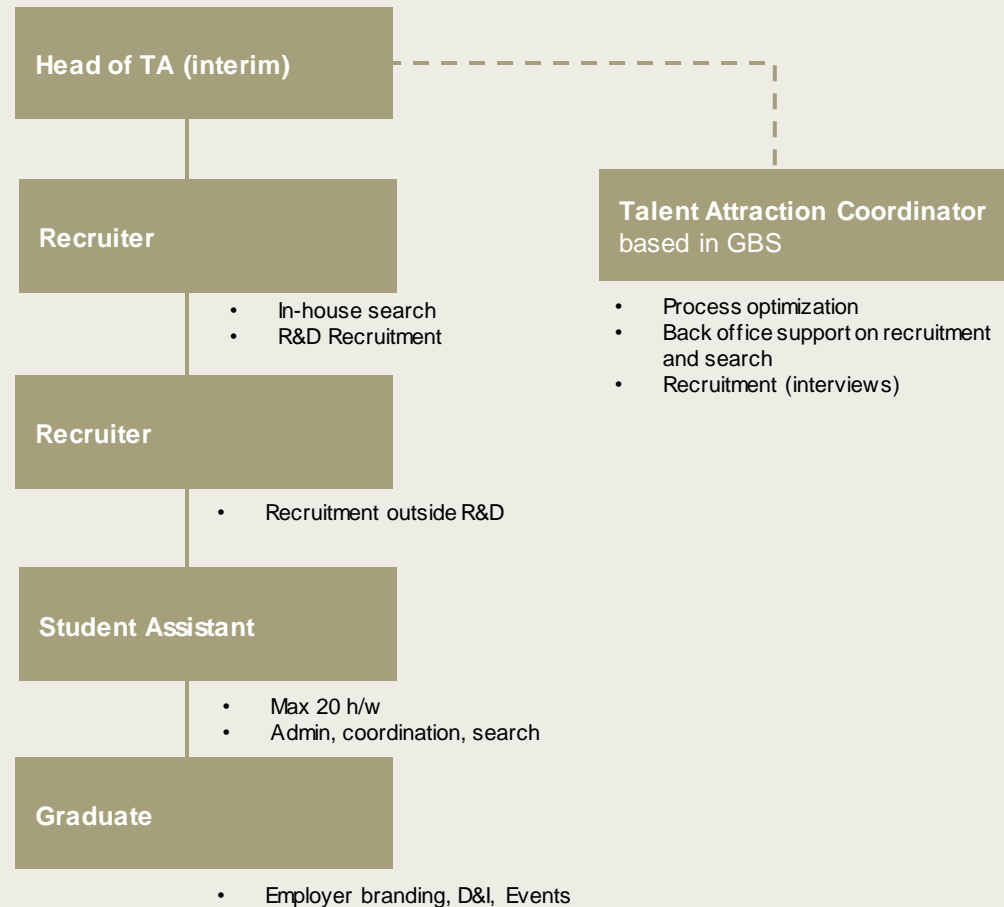 Head of TA (interim)
Recruiter
• In-house search
• R&D Recruitment
Recruiter
• Recruitment outside R&D
Student Assistant
• Max 20 h/w
• Admin, coordination, search
Graduate
• Employer branding, D&I, Events
Talent Attraction Coordinator
based in GBS
• Process optimization
• Back office support on recruitment
and search
• Recruitment (interviews)